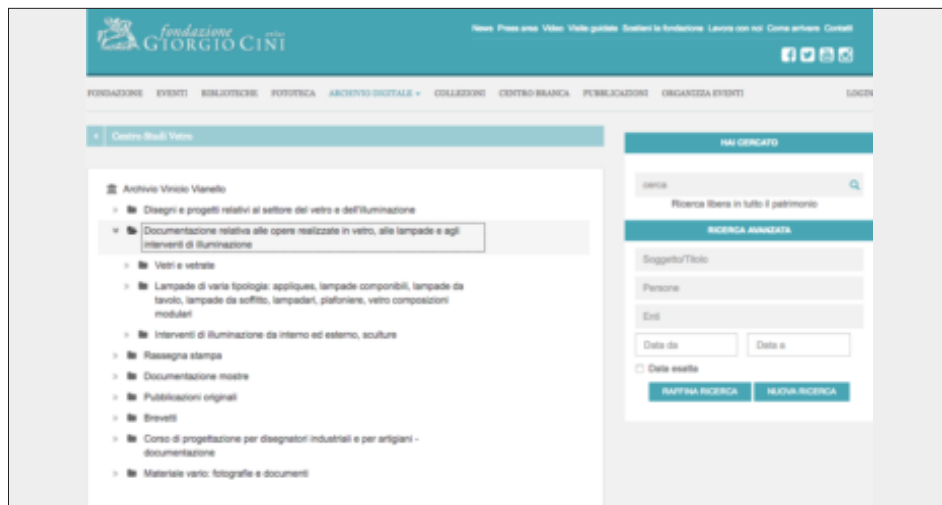 fondazione onlus
GIORGIO CINI
News Press area Video Visite guidate Sostieni la fondazione Lavora con noi Come arrivare Contatti
FONDAZIONE EVENTI BIBLIOTECHE FOTOTECA ARCHIVIO DIGITALE COLLEZIONI CENTRO BRANCA PUBBLICAZIONI ORGANIZZA EVENTI LOGIN
Centro Studi Vetro
Archivio Vinicio Vianello
Disegni e progetti relativi al settore del vetro e dell'illuminazione
Documentazione relativa alle opere realizzate in vetro, alle lampade e agli
interventi di illuminazione
Vetri e vetrate
Lampade di varia tipologia: appliques, lampade componibili, lampade da
tavolo, lampade da soffitto, lampadari, plafoniere, vetro composizioni
modulari
Interventi di illuminazione da interno ed esterno, sculture
Rassegna stampa
Documentazione mostre
Pubblicazioni originali
Brevetti
Corso di progettazione per disegnatori industriali e per artigiani -
documentazione
Materiale vario: fotografie e documenti
HAI CERCATO
cerca
Ricerca libera in tutto il patrimonio
RICERCA AVANZATA
Soggetto/Titolo
Persone
Enti
Data da Data a
Data esatta
RAFFINA RICERCA NUOVA RICERCA